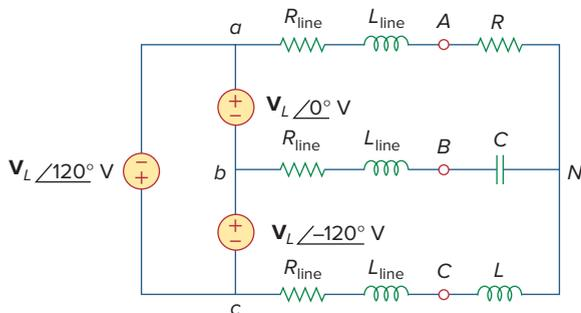 a R_line L_line A R
V_L ∠0° V
R_line L_line B C
V_L ∠120° V b N
V_L ∠–120° V
R_line L_line C L
c